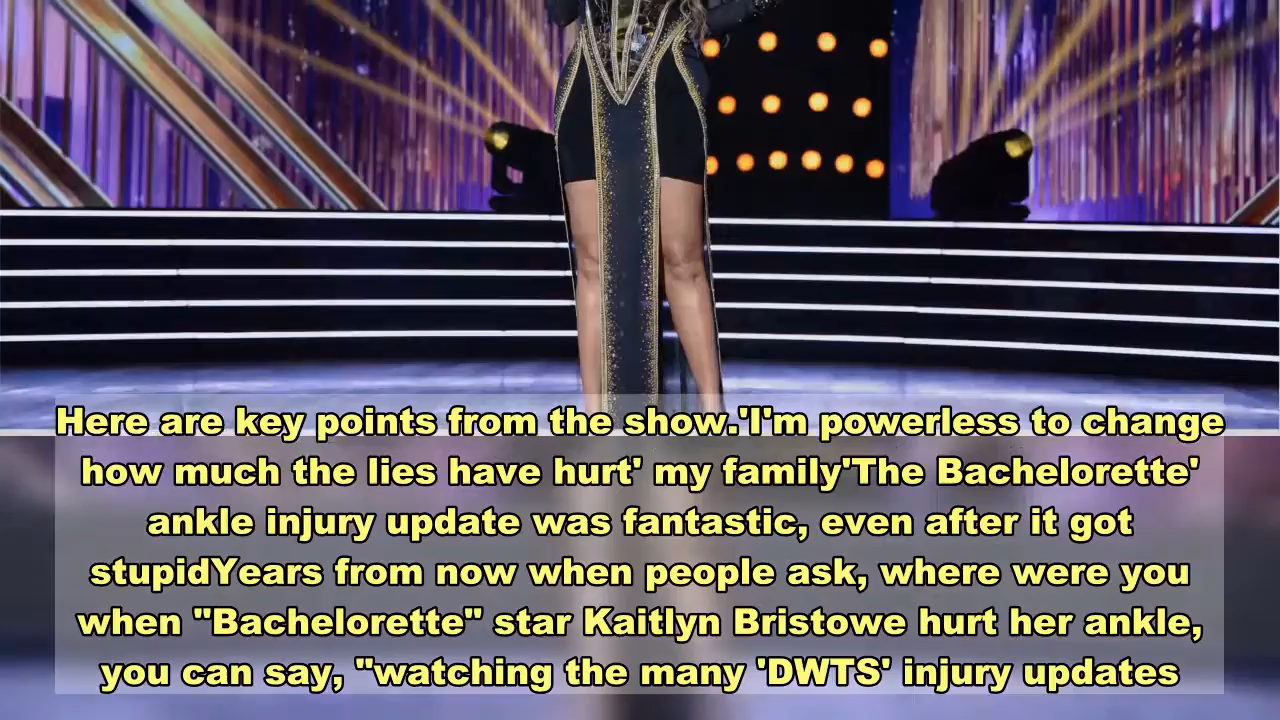 Here are key points from the show.'I'm powerless to change
how much the lies have hurt' my family'The Bachelorette'
ankle injury update was fantastic, even after it got
stupidYears from now when people ask, where were you
when "Bachelorette" star Kaitlyn Bristowe hurt her ankle,
you can say, "watching the many 'DWTS' injury updates